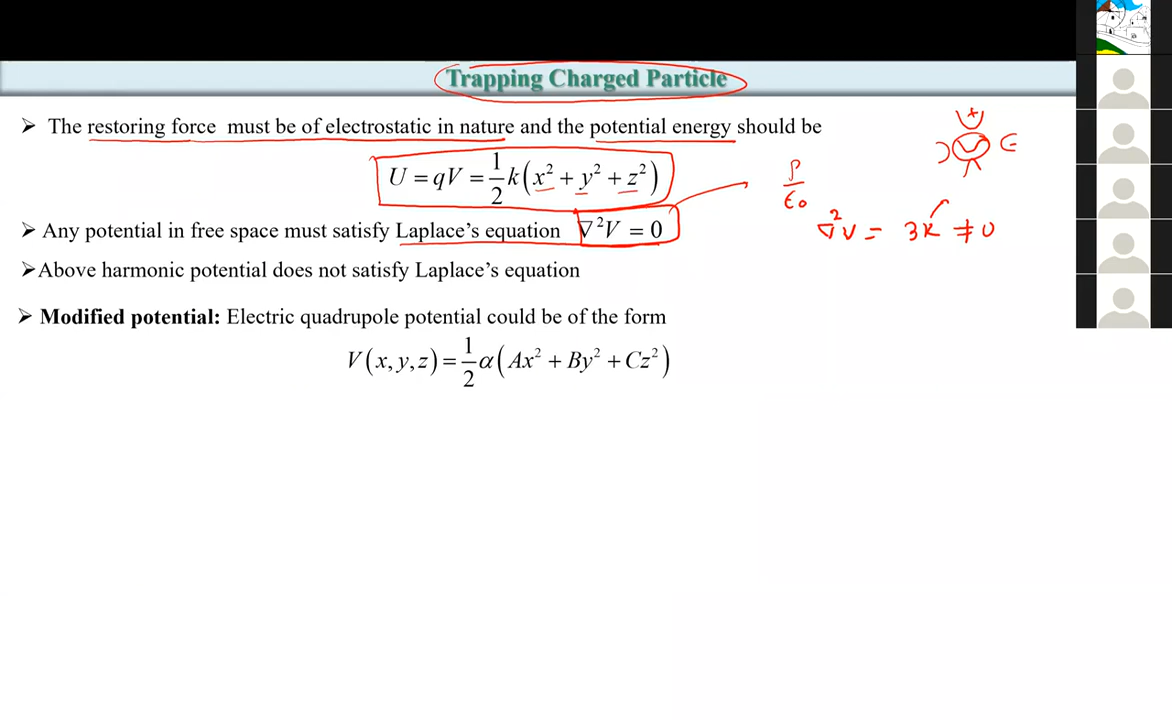 Trapping Charged Particle
➢ The restoring force must be of electrostatic in nature and the potential energy should be
+
U = qV = 1/2 k(x² + y² + z²)
ρ/ε₀
➢ Any potential in free space must satisfy Laplace's equation ∇²V = 0
∇²V = 3K ≠ 0
➢Above harmonic potential does not satisfy Laplace's equation
➢ Modified potential: Electric quadrupole potential could be of the form
V(x, y, z) = 1/2 α(Ax² + By² + Cz²)